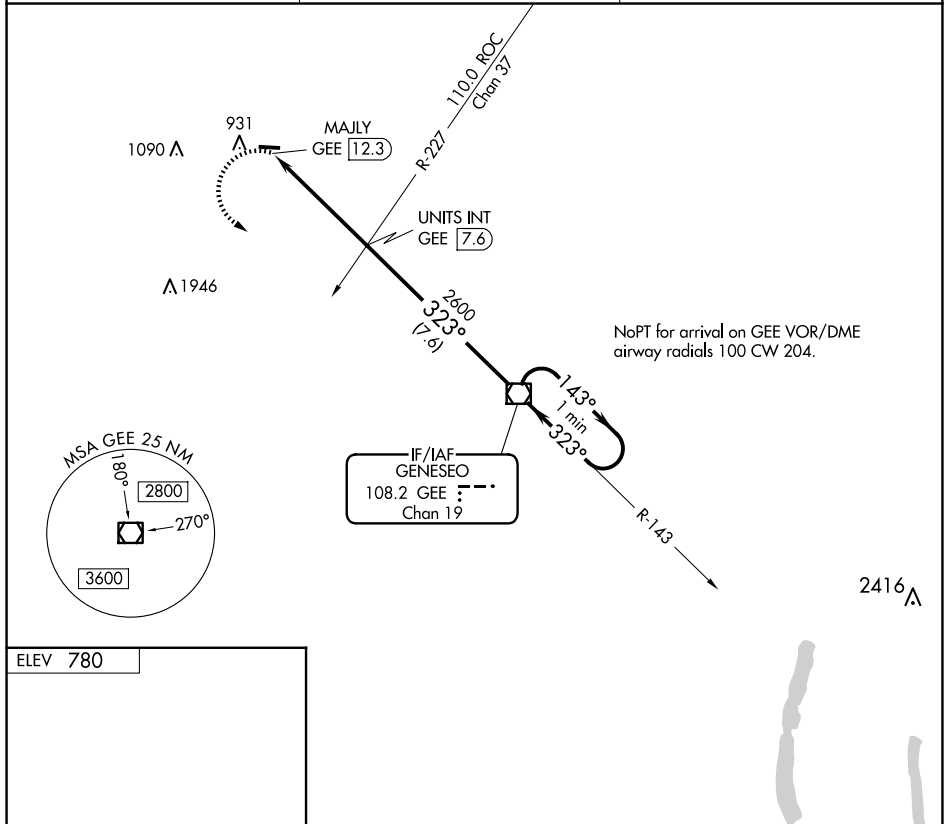 110.0 ROC
Chan 37
R-227
931
1090
MAJLY
GEE 12.3
UNITS INT
GEE 7.6
1946
2600
323°
(7.6)
NoPT for arrival on GEE VOR/DME
airway radials 100 CW 204.
143°
1 min
323°
IF/IAF
GENESEO
108.2 GEE
Chan 19
R-143
MSA GEE 25 NM
180°
2800
270°
3600
2416
ELEV 780